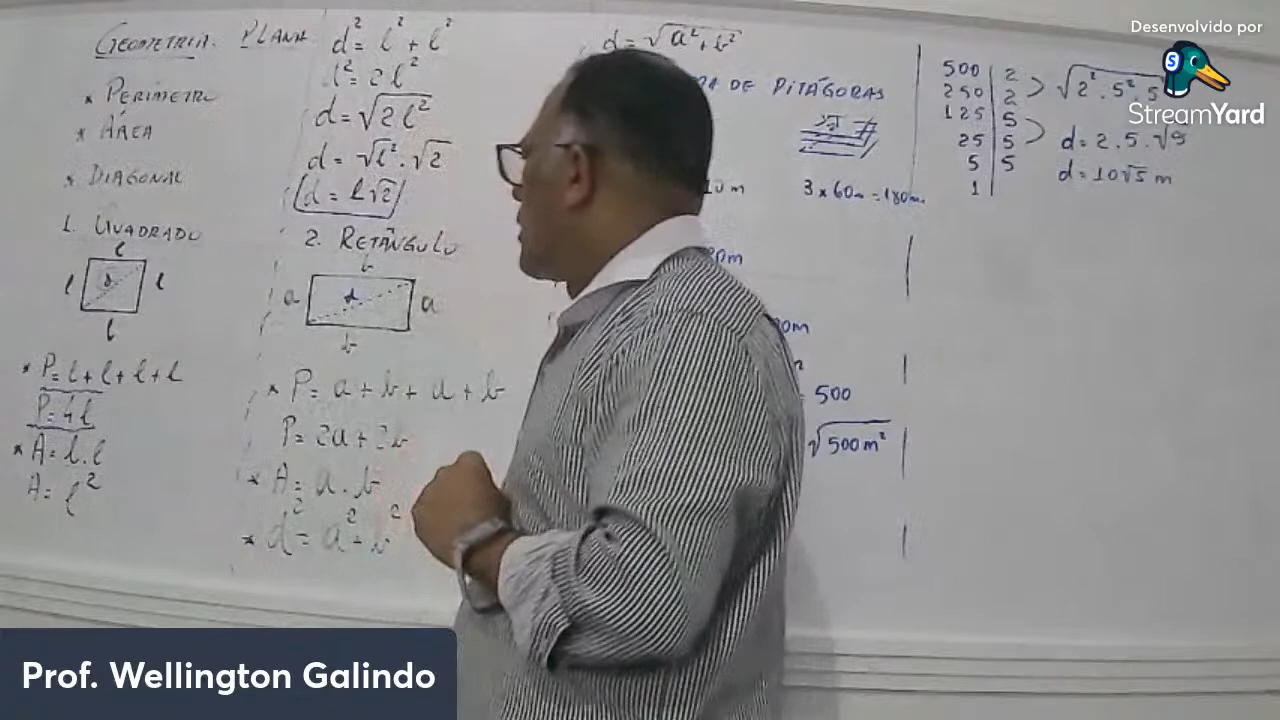 GEOMETRIA PLANA
* PERÍMETRO
* ÁREA
* DIAGONAL
1. QUADRADO
l
l
d
l
l
* P= l+l+l+l
P=4l
* A= l.l
A= l²
d²= l²+l²
l²= 2l²
d= √2l²
d= √l².√2
d= l√2
2. RETÂNGULO
b
a
d
a
b
* P= a+b+a+b
P= 2a+2b
* A= a.b
* d²= a²+b²
d= √a²+b²
DE PITÁGORAS
3 x 60m = 180m
500
√500m²
500 | 2
250 | 2
125 | 5
25 | 5
5 | 5
1
√2².5².5
d= 2.5.√5
d= 10√5 m
Desenvolvido por
S
StreamYard
Prof. Wellington Galindo